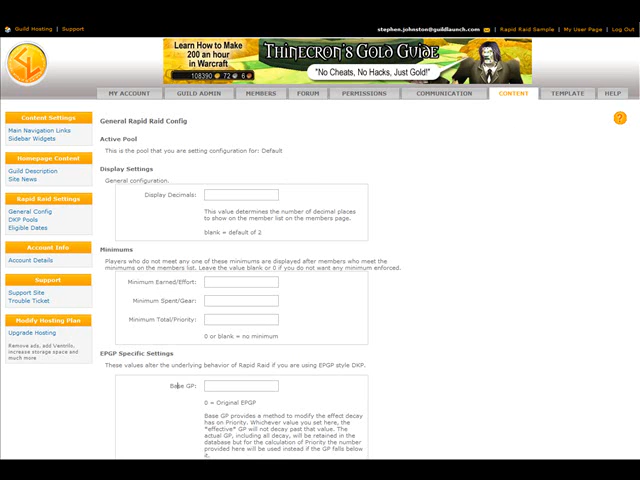 Guild Hosting | Support
stephen.johnston@guildlaunch.com | Rapid Raid Sample | My User Page | Log Out
Learn How to Make
200 an hour
in Warcraft
108390 72 6
THINECRON'S GOLD GUIDE
"No Cheats, No Hacks, Just Gold!"
GL
MY ACCOUNT GUILD ADMIN MEMBERS FORUM PERMISSIONS COMMUNICATION CONTENT TEMPLATE HELP
Content Settings
Main Navigation Links
Sidebar Widgets
Homepage Content
Guild Description
Site News
Rapid Raid Settings
General Config
DKP Pools
Eligible Dates
Account Info
Account Details
Support
Support Site
Trouble Ticket
Modify Hosting Plan
Upgrade Hosting
Remove ads, add Ventrilo,
increase storage space and
much more
?
General Rapid Raid Config
Active Pool
This is the pool that you are setting configuration for: Default
Display Settings
General configuration.
Display Decimals:
This value determines the number of decimal places
to show on the member list on the members page.
blank = default of 2
Minimums
Players who do not meet any one of these minimums are displayed after members who meet the
minimums on the members list. Leave the value blank or 0 if you do not want any minimum enforced.
Minimum Earned/Effort:
Minimum Spent/Gear:
Minimum Total/Priority:
0 or blank = no minimum
EPGP Specific Settings
These values alter the underlying behavior of Rapid Raid if you are using EPGP style DKP.
Base GP:
0 = Original EPGP
Base GP provides a method to modify the effect decay
has on Priority. Whichever value you set here, the
*effective* GP will not decay past that value. The
actual GP, including all decay, will be retained in the
database but for the calculation of Priority the number
provided here will be used instead if the GP falls below
it.